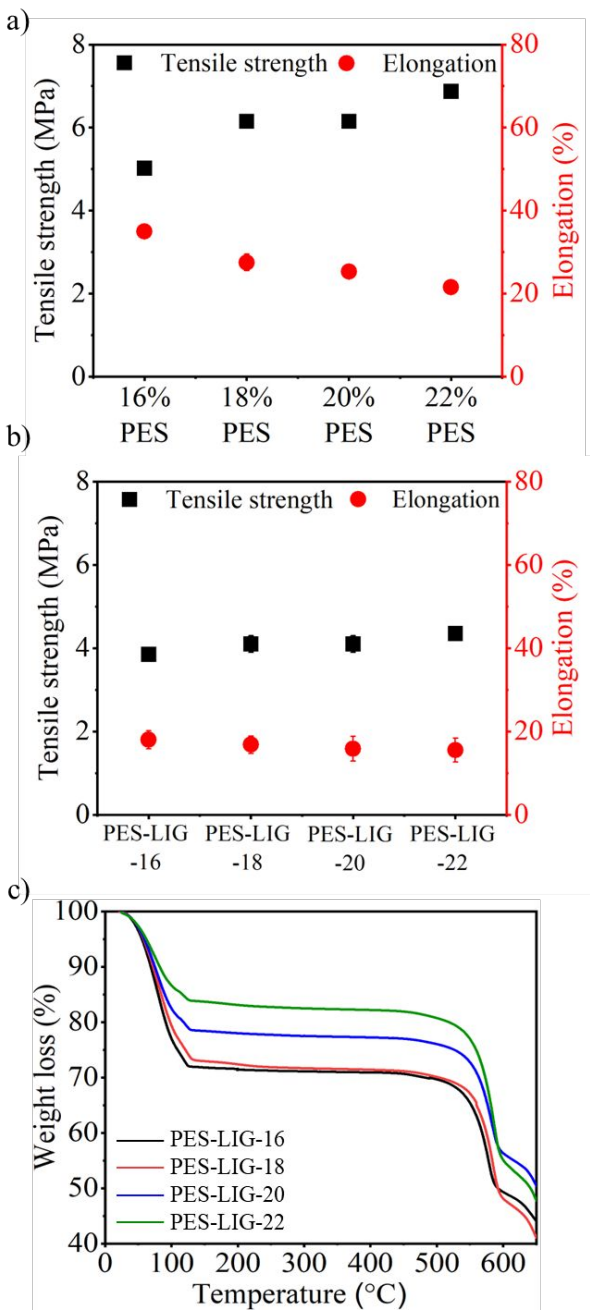 a)
8
6
4
2
0
Tensile strength (MPa)
Tensile strength
Elongation
80
60
40
20
0
Elongation (%)
16%
PES
18%
PES
20%
PES
22%
PES
b)
8
6
4
2
0
Tensile strength (MPa)
Tensile strength
Elongation
80
60
40
20
0
Elongation (%)
PES-LIG
-16
PES-LIG
-18
PES-LIG
-20
PES-LIG
-22
c)
100
90
80
70
60
50
40
Weight loss (%)
PES-LIG-16
PES-LIG-18
PES-LIG-20
PES-LIG-22
0 100 200 300 400 500 600
Temperature (°C)